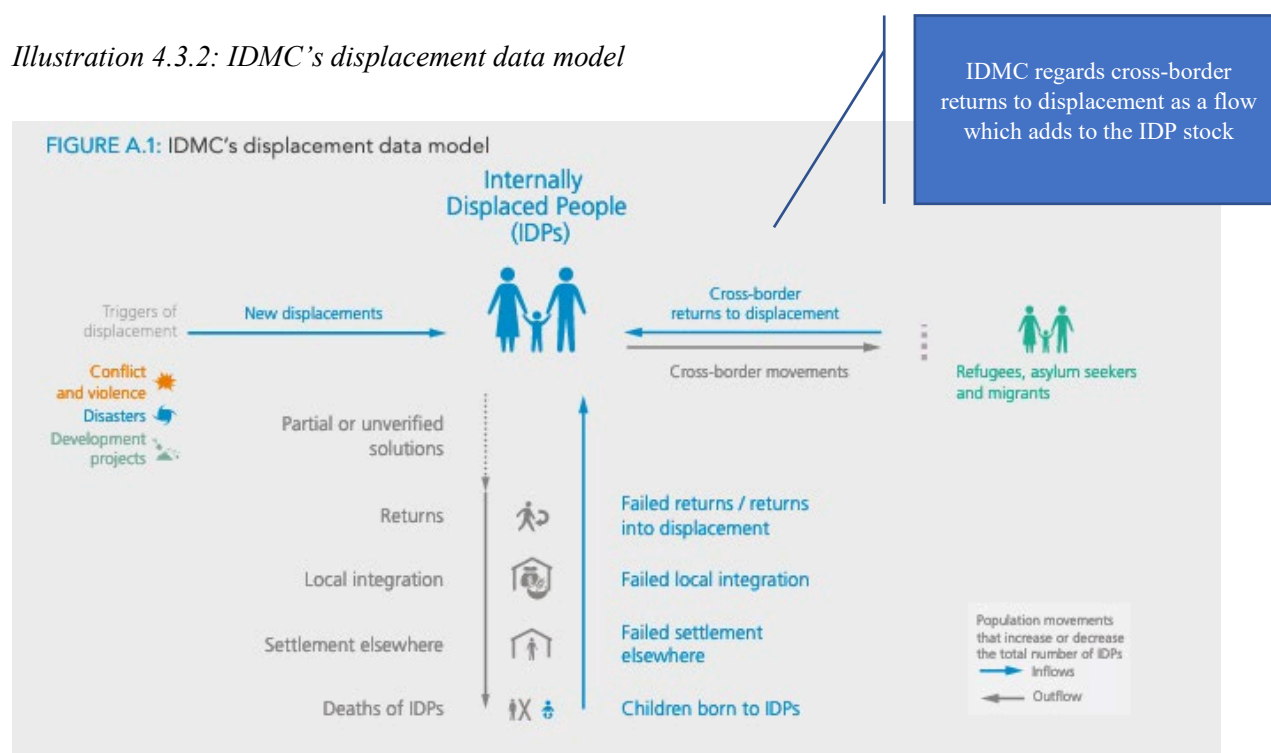 Illustration 4.3.2: IDMC's displacement data model
IDMC regards cross-border
returns to displacement as a flow
which adds to the IDP stock
FIGURE A.1: IDMC's displacement data model
Internally
Displaced People
(IDPs)
Triggers of
displacement
New displacements
Cross-border
returns to displacement
Cross-border movements
Refugees, asylum seekers
and migrants
Conflict
and violence
Disasters
Development
projects
Partial or unverified
solutions
Returns
Failed returns / returns
into displacement
Local integration
Failed local integration
Settlement elsewhere
Failed settlement
elsewhere
Deaths of IDPs
Children born to IDPs
Population movements
that increase or decrease
the total number of IDPs
Inflows
Outflow